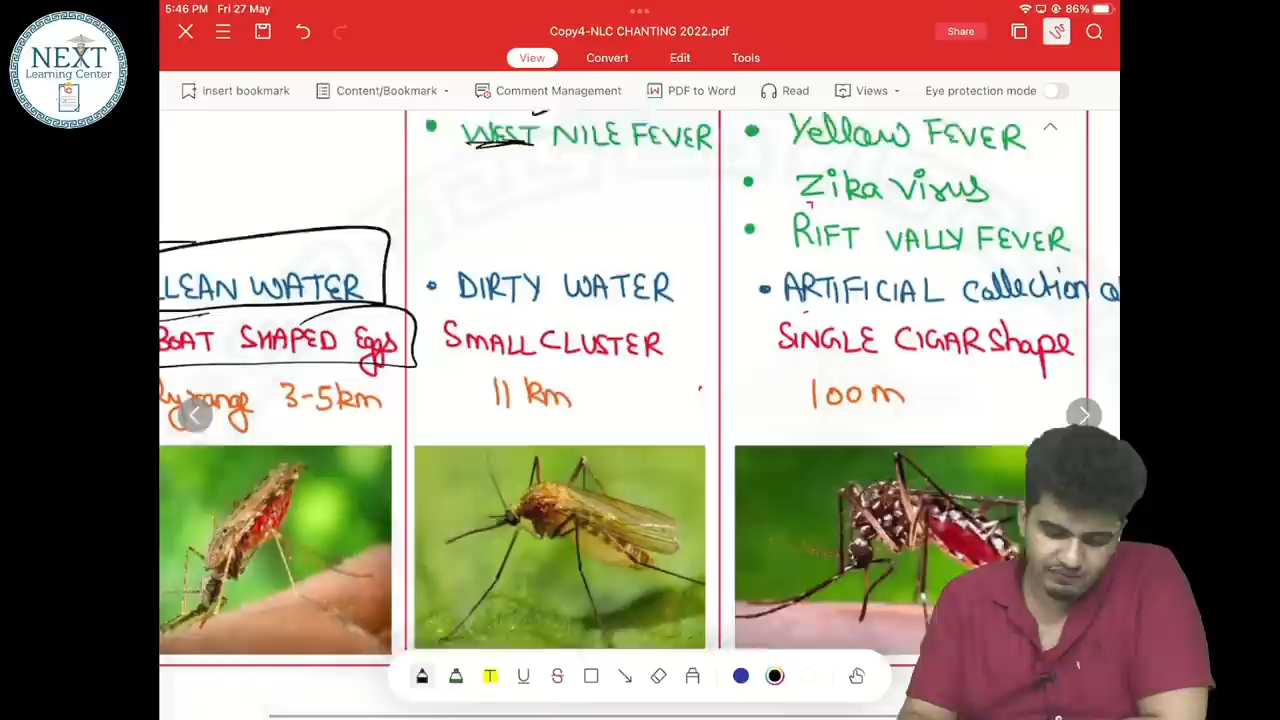 NEXT
Learning Center
5:46 PM Fri 27 May
86%
Copy4-NLC CHANTING 2022.pdf
Share
View
Convert
Edit
Tools
Insert bookmark
Content/Bookmark
Comment Management
PDF to Word
Read
Views
Eye protection mode
LEAN WATER
BOAT SHAPED Eggs
ly range 3-5km
WEST NILE FEVER
DIRTY WATER
SMALL CLUSTER
11 km
Yellow FEVER
Zika virus
RIFT VALLY FEVER
ARTIFICIAL collection o
SINGLE CIGAR shape
100m
T
U
S